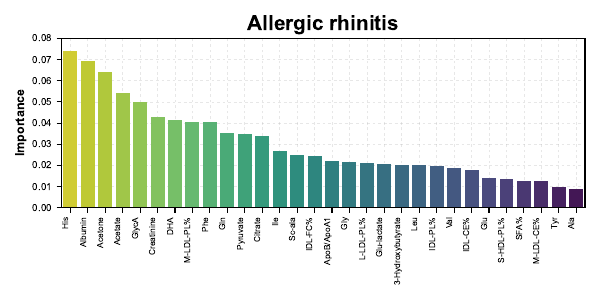 Allergic rhinitis
Importance
0.08
0.07
0.06
0.05
0.04
0.03
0.02
0.01
0.00
His
Albumin
Acetone
Acetate
GlycA
Creatinine
DHA
M-LDL-PL%
Phe
Gln
Pyruvate
Citrate
Ile
So-ala
IDL-FC%
ApoB/ApoA1
Gly
L-LDL-PL%
Glu-lactate
3-Hydroxybutyrate
Leu
IDL-PL%
Val
IDL-CE%
Glu
S-HDL-PL%
SFA%
M-LDL-CE%
Tyr
Ala